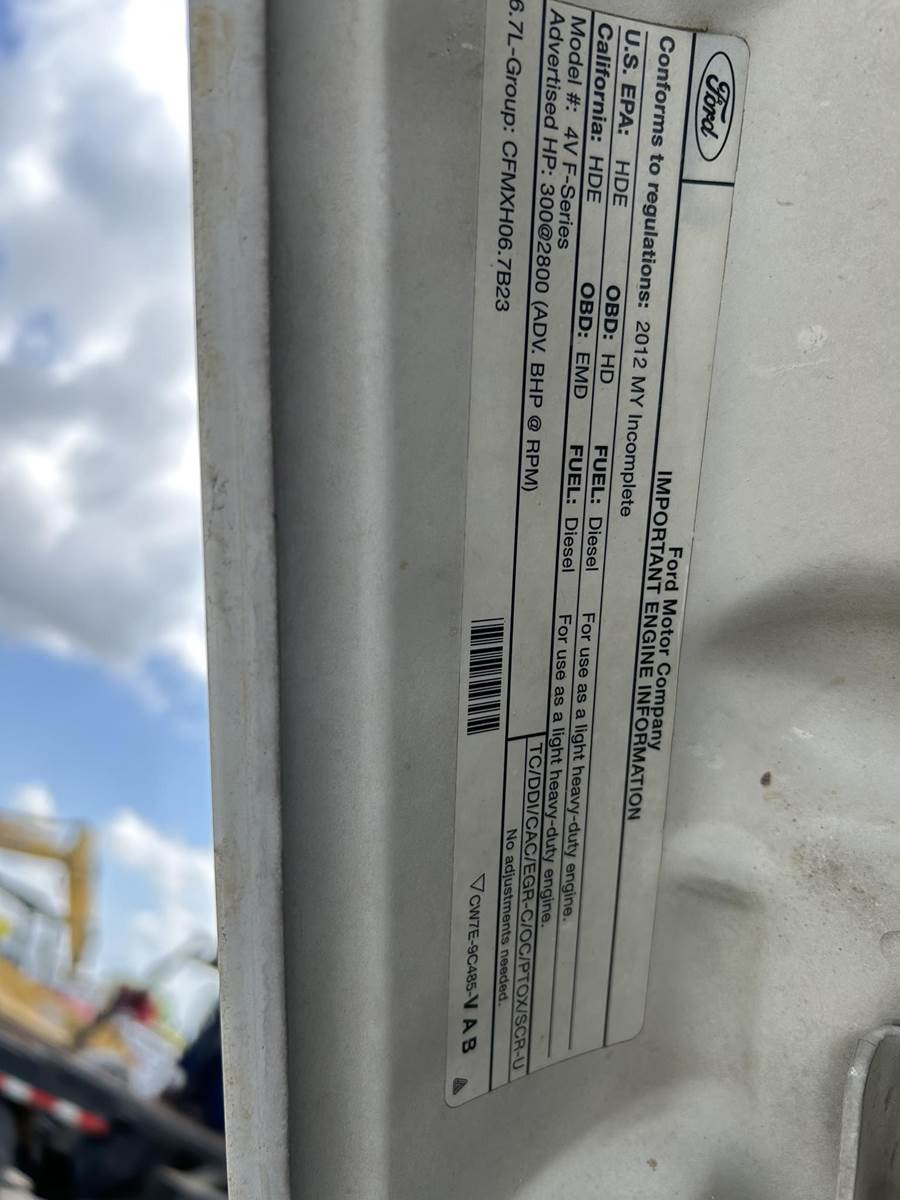 Ford
Ford Motor Company
IMPORTANT ENGINE INFORMATION
Conforms to regulations: 2012 MY Incomplete
U.S. EPA: HDE OBD: HD FUEL: Diesel For use as a light heavy-duty engine.
California: HDE OBD: EMD FUEL: Diesel For use as a light heavy-duty engine.
Model #: 4V F-Series
Advertised HP: 300@2800 (ADV. BHP @ RPM)
TC/DDI/CAC/EGR-C/OC/PTOX/SCR-U
No adjustments needed.
6.7L-Group: CFMXH06.7B23
CW7E-9C485-VAB